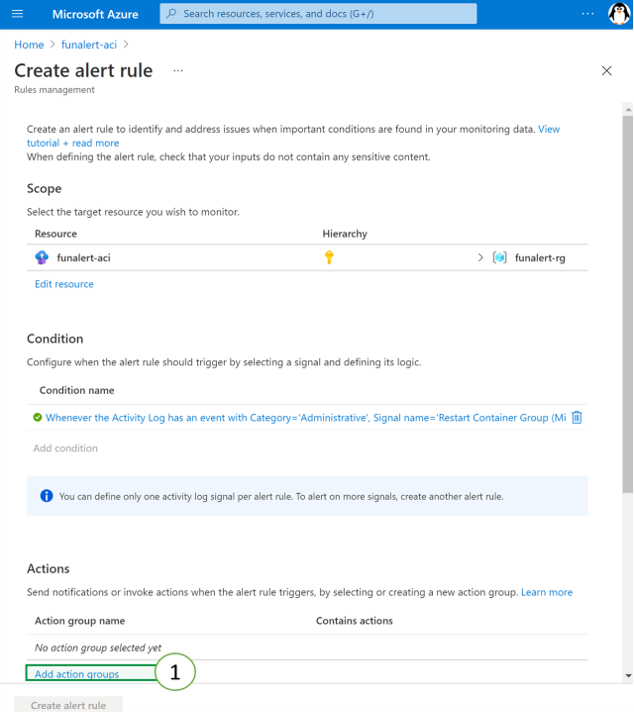 Microsoft Azure
Search resources, services, and docs (G+/)
...
Home > funalert-aci >
Create alert rule ...
Rules management
Create an alert rule to identify and address issues when important conditions are found in your monitoring data. View
tutorial + read more
When defining the alert rule, check that your inputs do not contain any sensitive content.
Scope
Select the target resource you wish to monitor.
Resource Hierarchy
funalert-aci > funalert-rg
Edit resource
Condition
Configure when the alert rule should trigger by selecting a signal and defining its logic.
Condition name
Whenever the Activity Log has an event with Category='Administrative', Signal name='Restart Container Group (Mi
Add condition
You can define only one activity log signal per alert rule. To alert on more signals, create another alert rule.
Actions
Send notifications or invoke actions when the alert rule triggers, by selecting or creating a new action group. Learn more
Action group name Contains actions
No action group selected yet
Add action groups 1
Create alert rule